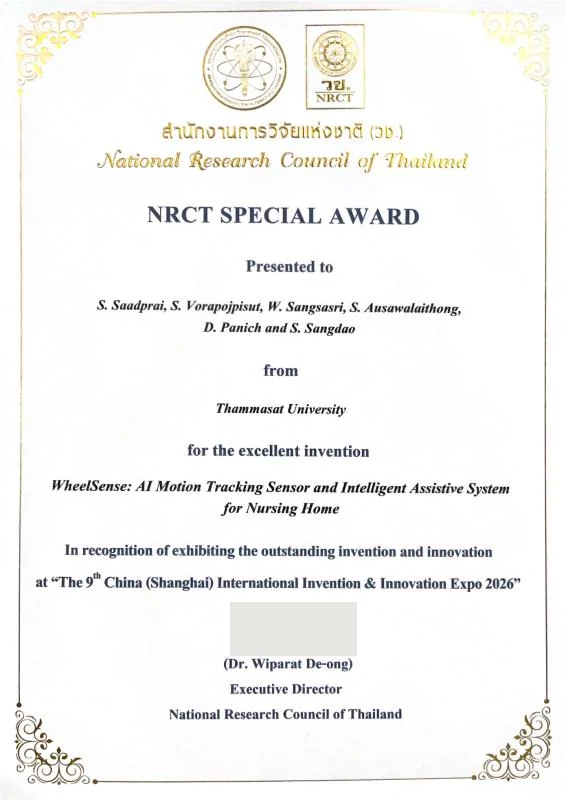 วช.
NRCT
สำนักงานการวิจัยแห่งชาติ (วช.)
National Research Council of Thailand
NRCT SPECIAL AWARD
Presented to
S. Saadprai, S. Vorapojpisut, W. Sangsasri, S. Ausawalaithong,
D. Panich and S. Sangdao
from
Thammasat University
for the excellent invention
WheelSense: AI Motion Tracking Sensor and Intelligent Assistive System
for Nursing Home
In recognition of exhibiting the outstanding invention and innovation
at “The 9th China (Shanghai) International Invention & Innovation Expo 2026”
(Dr. Wiparat De-ong)
Executive Director
National Research Council of Thailand